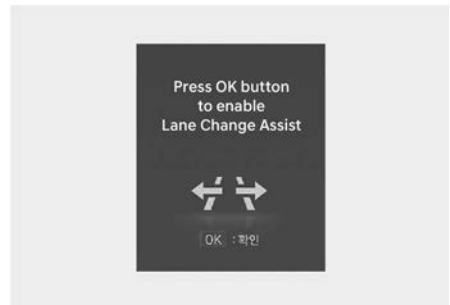 Press OK button
to enable
Lane Change Assist
OK : 확인